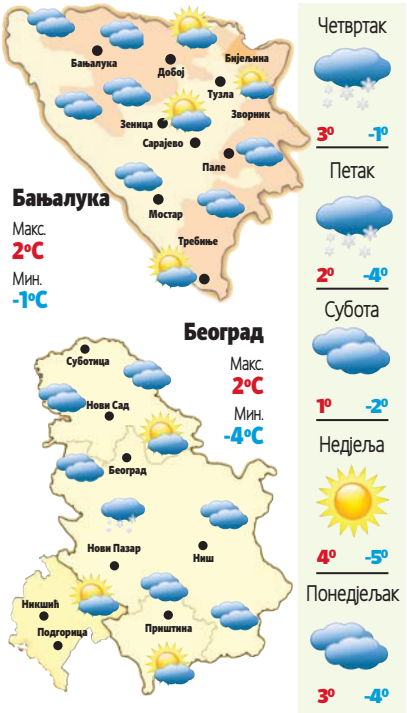 Бањалука
Добој
Бијељина
Тузла
Зворник
Зеница
Сарајево
Пале
Мостар
Требиње
Бањалука
Макс.
2ºC
Мин.
-1ºC
Београд
Макс.
2ºC
Мин.
-4ºC
Суботица
Нови Сад
Београд
Нови Пазар
Ниш
Никшић
Подгорица
Приштина
Четвртак
3º -1º
Петак
2º -4º
Субота
1º -2º
Недјеља
4º -5º
Понедјељак
3º -4º